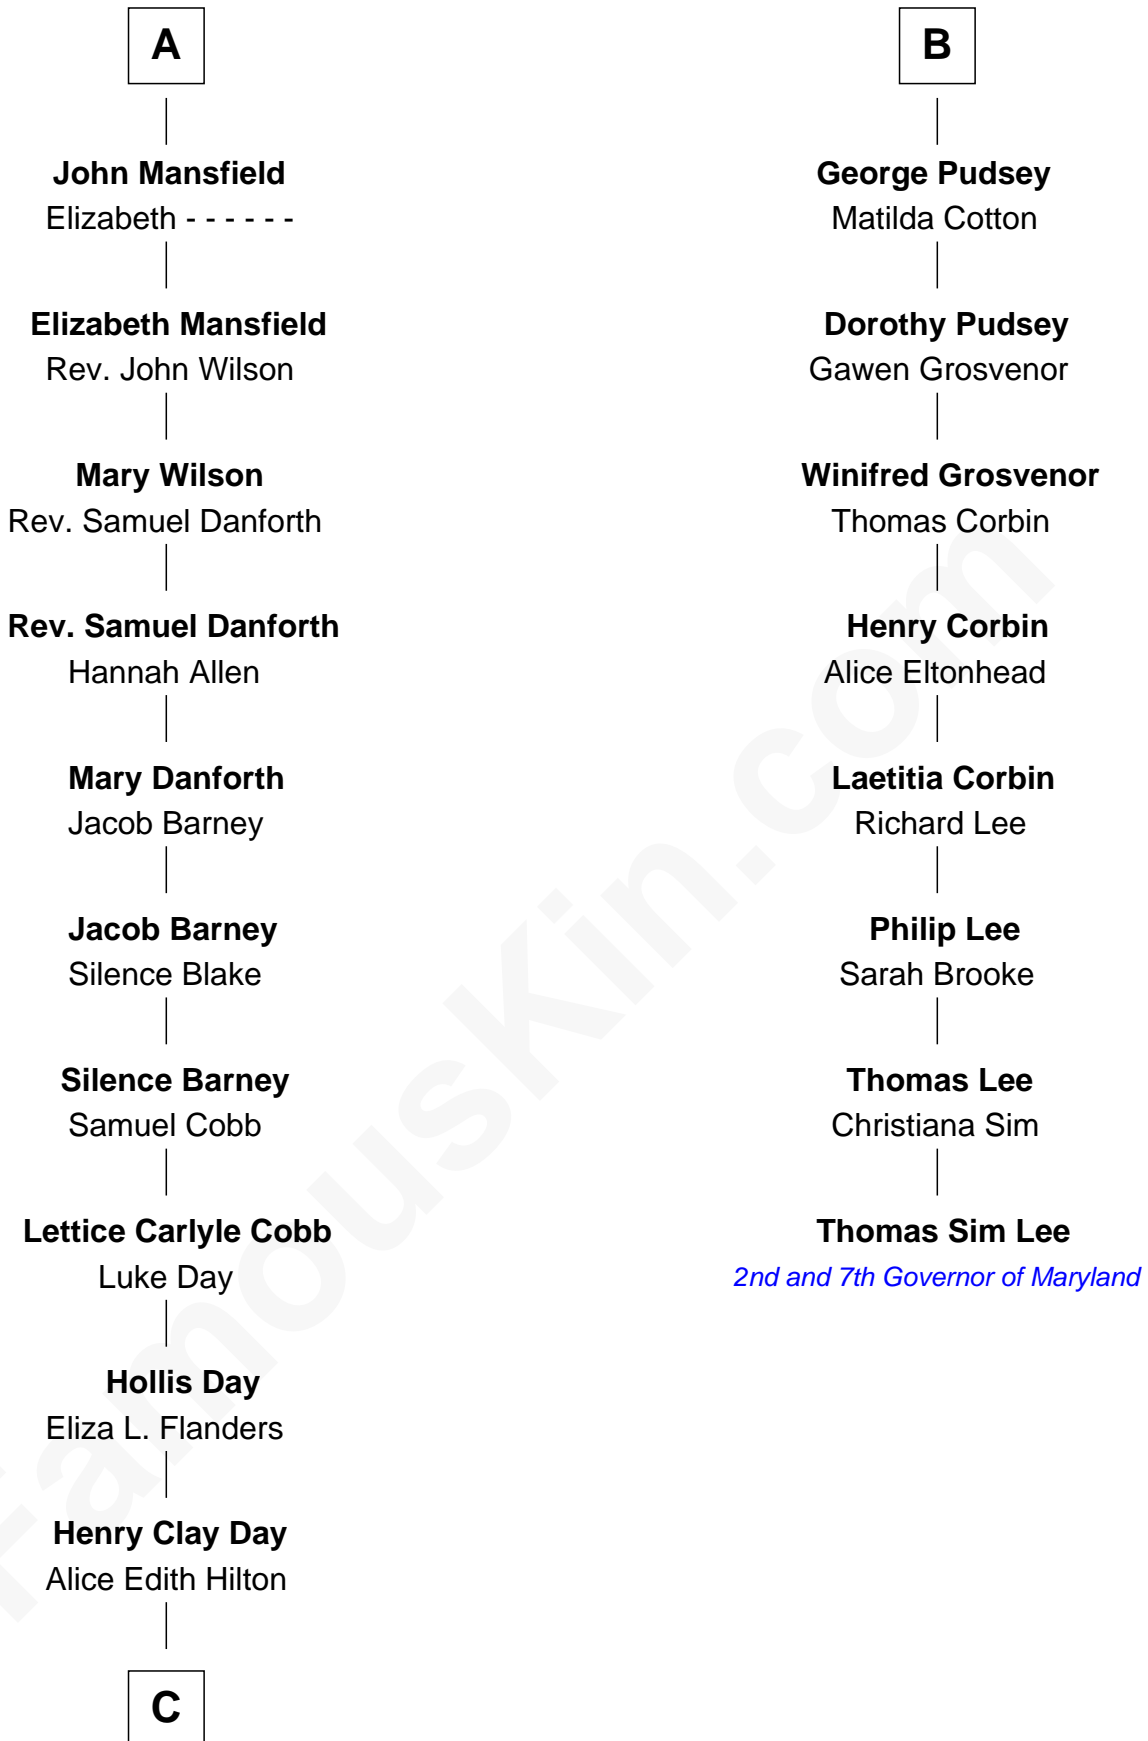 A
John Mansfield
Elizabeth - - - - - -
Elizabeth Mansfield
Rev. John Wilson
Mary Wilson
Rev. Samuel Danforth
Rev. Samuel Danforth
Hannah Allen
Mary Danforth
Jacob Barney
Jacob Barney
Silence Blake
Silence Barney
Samuel Cobb
Lettice Carlyle Cobb
Luke Day
Hollis Day
Eliza L. Flanders
Henry Clay Day
Alice Edith Hilton
C
B
George Pudsey
Matilda Cotton
Dorothy Pudsey
Gawen Grosvenor
Winifred Grosvenor
Thomas Corbin
Henry Corbin
Alice Eltonhead
Laetitia Corbin
Richard Lee
Philip Lee
Sarah Brooke
Thomas Lee
Christiana Sim
Thomas Sim Lee
2nd and 7th Governor of Maryland
FamousKin.com